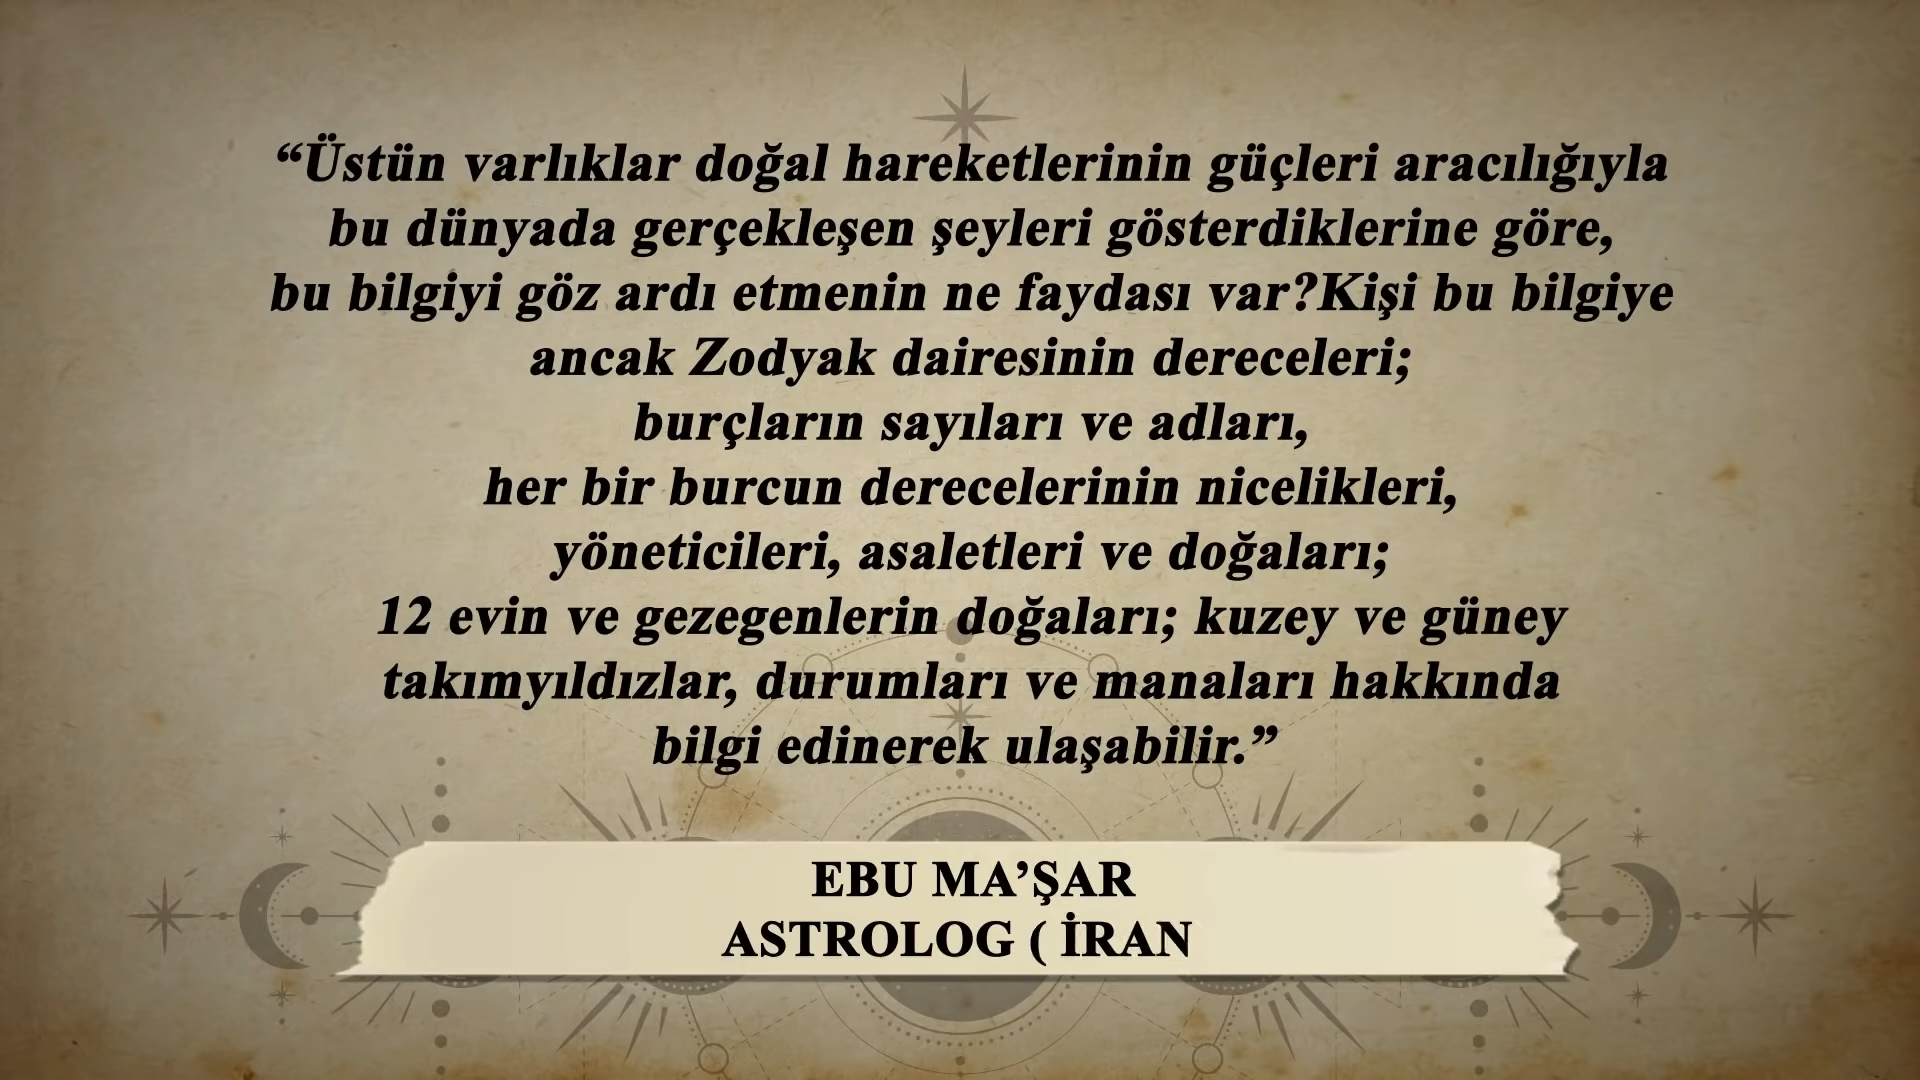 “Üstün varlıklar doğal hareketlerinin güçleri aracılığıyla
bu dünyada gerçekleşen şeyleri gösterdiklerine göre,
bu bilgiyi göz ardı etmenin ne faydası var?Kişi bu bilgiye
ancak Zodyak dairesinin dereceleri;
burçların sayıları ve adları,
her bir burcun derecelerinin nicelikleri,
yöneticileri, asaletleri ve doğaları;
12 evin ve gezegenlerin doğaları; kuzey ve güney
takımyıldızlar, durumları ve manaları hakkında
bilgi edinerek ulaşabilir.”
EBU MA’ŞAR
ASTROLOG ( İRAN